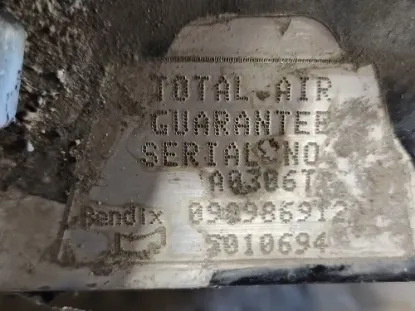 TOTAL AIR
GUARANTEE
SERIAL NO.
A0306T
Bendix 090986912
5010694